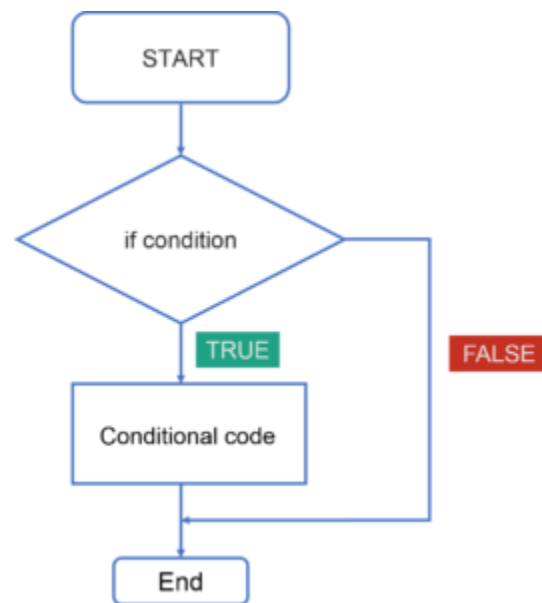 START
if condition
TRUE
FALSE
Conditional code
End